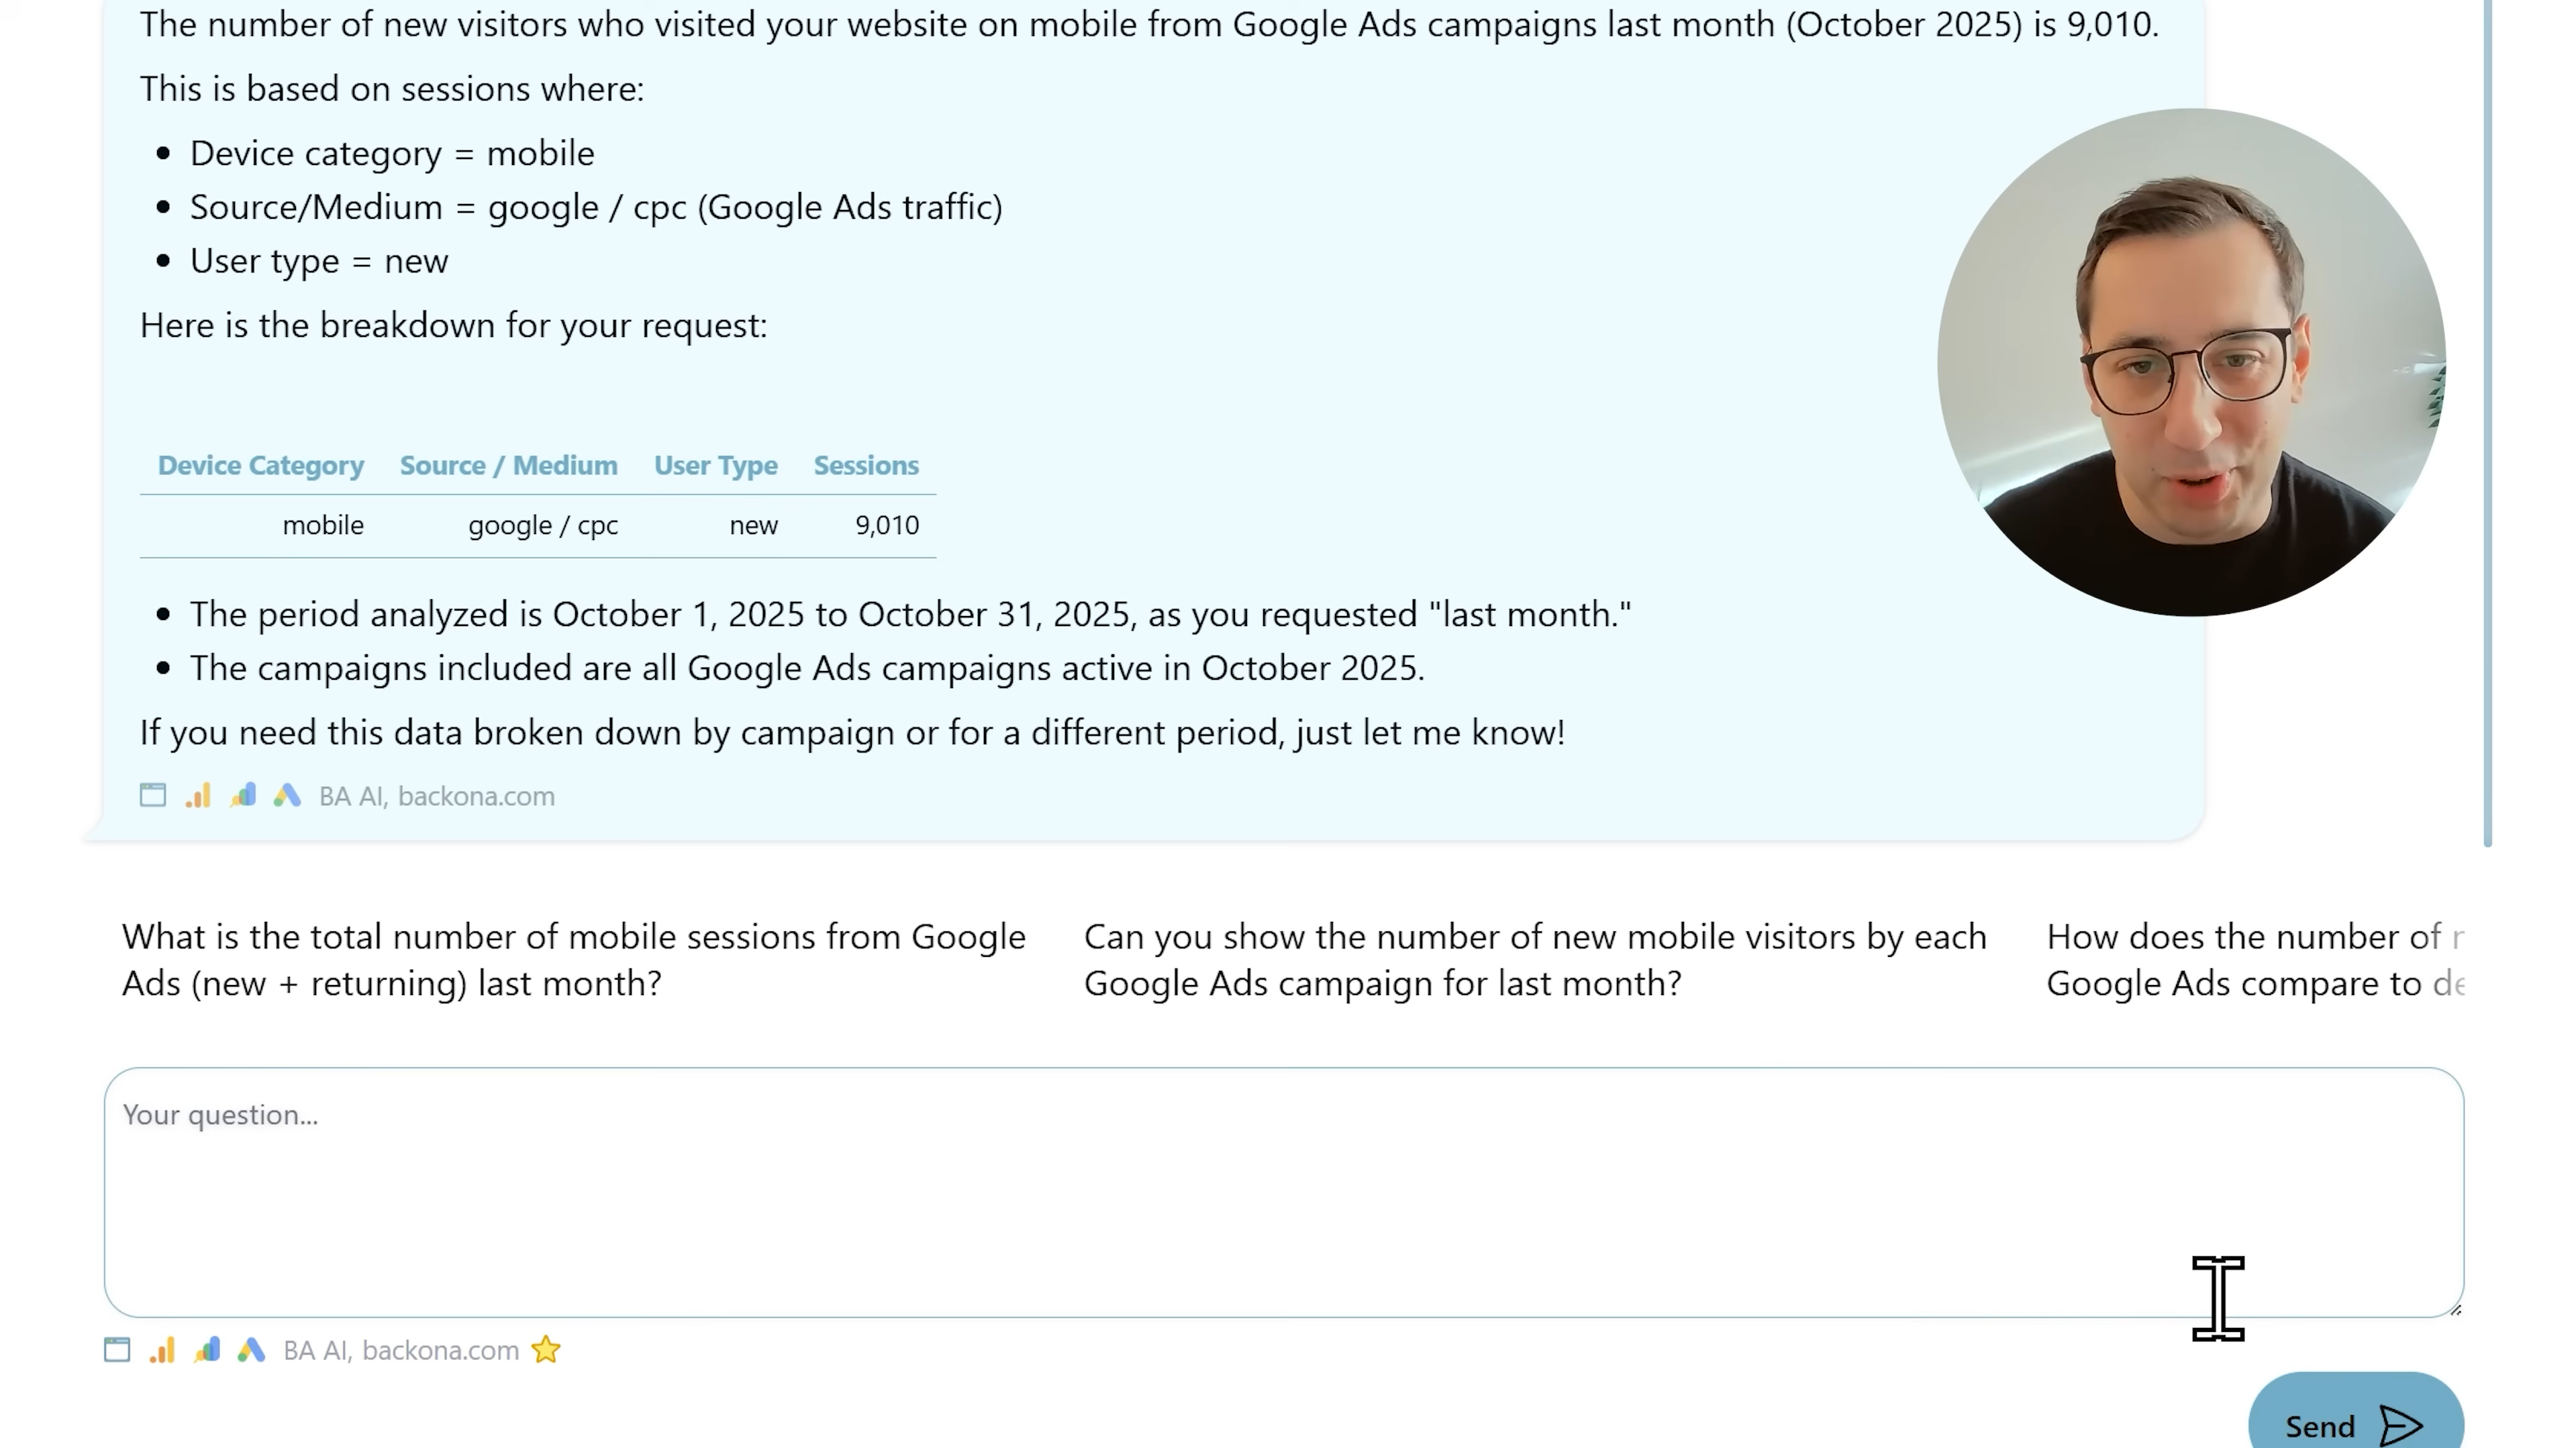 The number of new visitors who visited your website on mobile from Google Ads campaigns last month (October 2025) is 9,010.
This is based on sessions where:
• Device category = mobile
• Source/Medium = google / cpc (Google Ads traffic)
• User type = new
Here is the breakdown for your request:
Device Category Source / Medium User Type Sessions
mobile google / cpc new 9,010
• The period analyzed is October 1, 2025 to October 31, 2025, as you requested "last month."
• The campaigns included are all Google Ads campaigns active in October 2025.
If you need this data broken down by campaign or for a different period, just let me know!
BA AI, backona.com
What is the total number of mobile sessions from Google
Ads (new + returning) last month?
Can you show the number of new mobile visitors by each
Google Ads campaign for last month?
How does the number of
Google Ads compare to
Your question...
BA AI, backona.com
Send